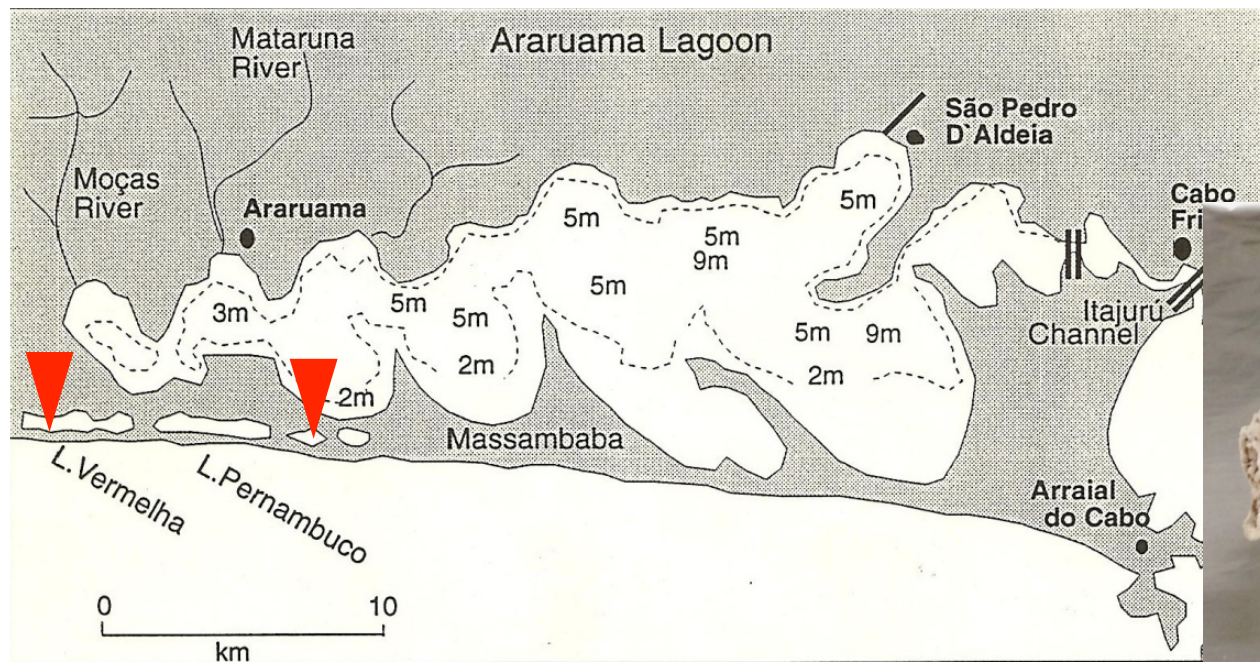 Araruama Lagoon
Mataruna
River
São Pedro
D`Aldeia
Moças
River
Araruama
Cabo
Fri
5m
5m
5m
9m
3m
5m
5m
5m
Itajurú
Channel
5m
9m
2m
2m
2m
Massambaba
L.Vermelha
L.Pernambuco
Arraial
do Cabo
0 10
km